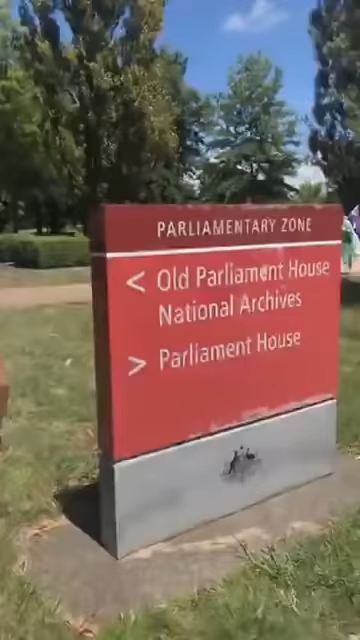 PARLIAMENTARY ZONE
< Old Parliament House
National Archives
> Parliament House